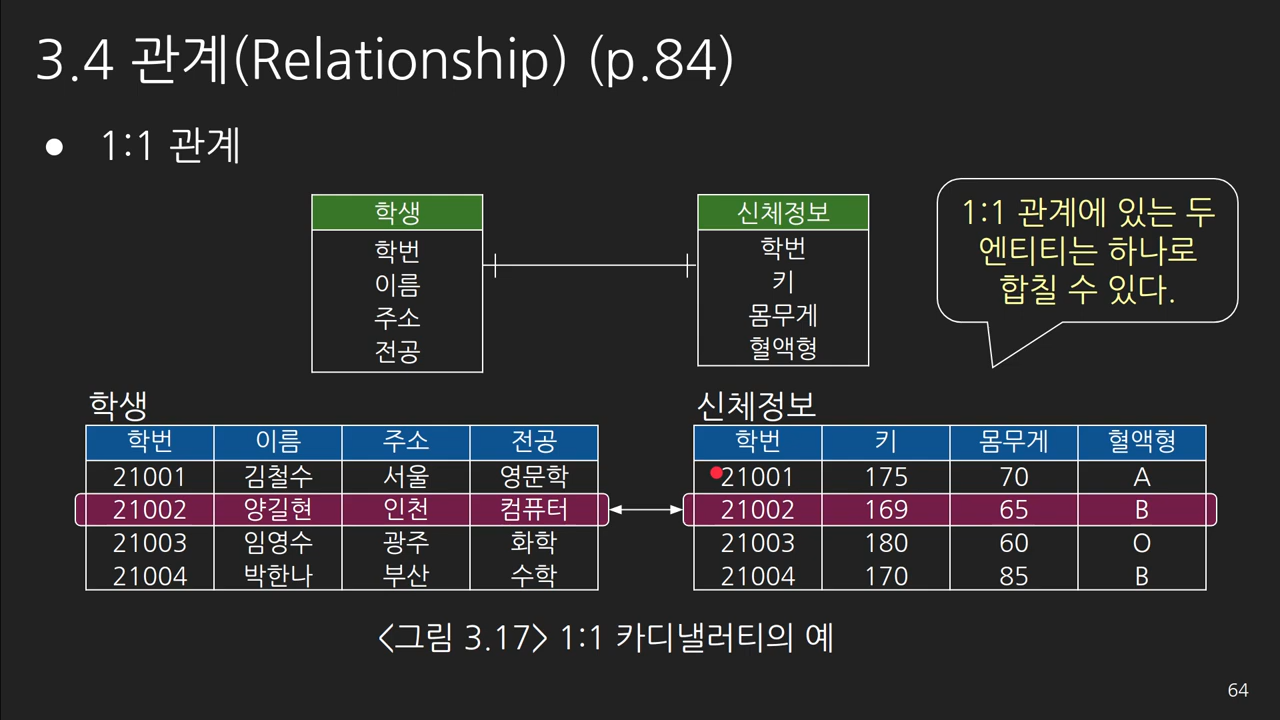 3.4 관계(Relationship) (p.84)
● 1:1 관계
학생
학번
이름
주소
전공
신체정보
학번
키
몸무게
혈액형
1:1 관계에 있는 두
엔티티는 하나로
합칠 수 있다.
학생
학번 이름 주소 전공
21001 김철수 서울 영문학
21002 양길현 인천 컴퓨터
21003 임영수 광주 화학
21004 박한나 부산 수학
신체정보
학번 키 몸무게 혈액형
21001 175 70 A
21002 169 65 B
21003 180 60 O
21004 170 85 B
<그림 3.17> 1:1 카디낼러티의 예
64